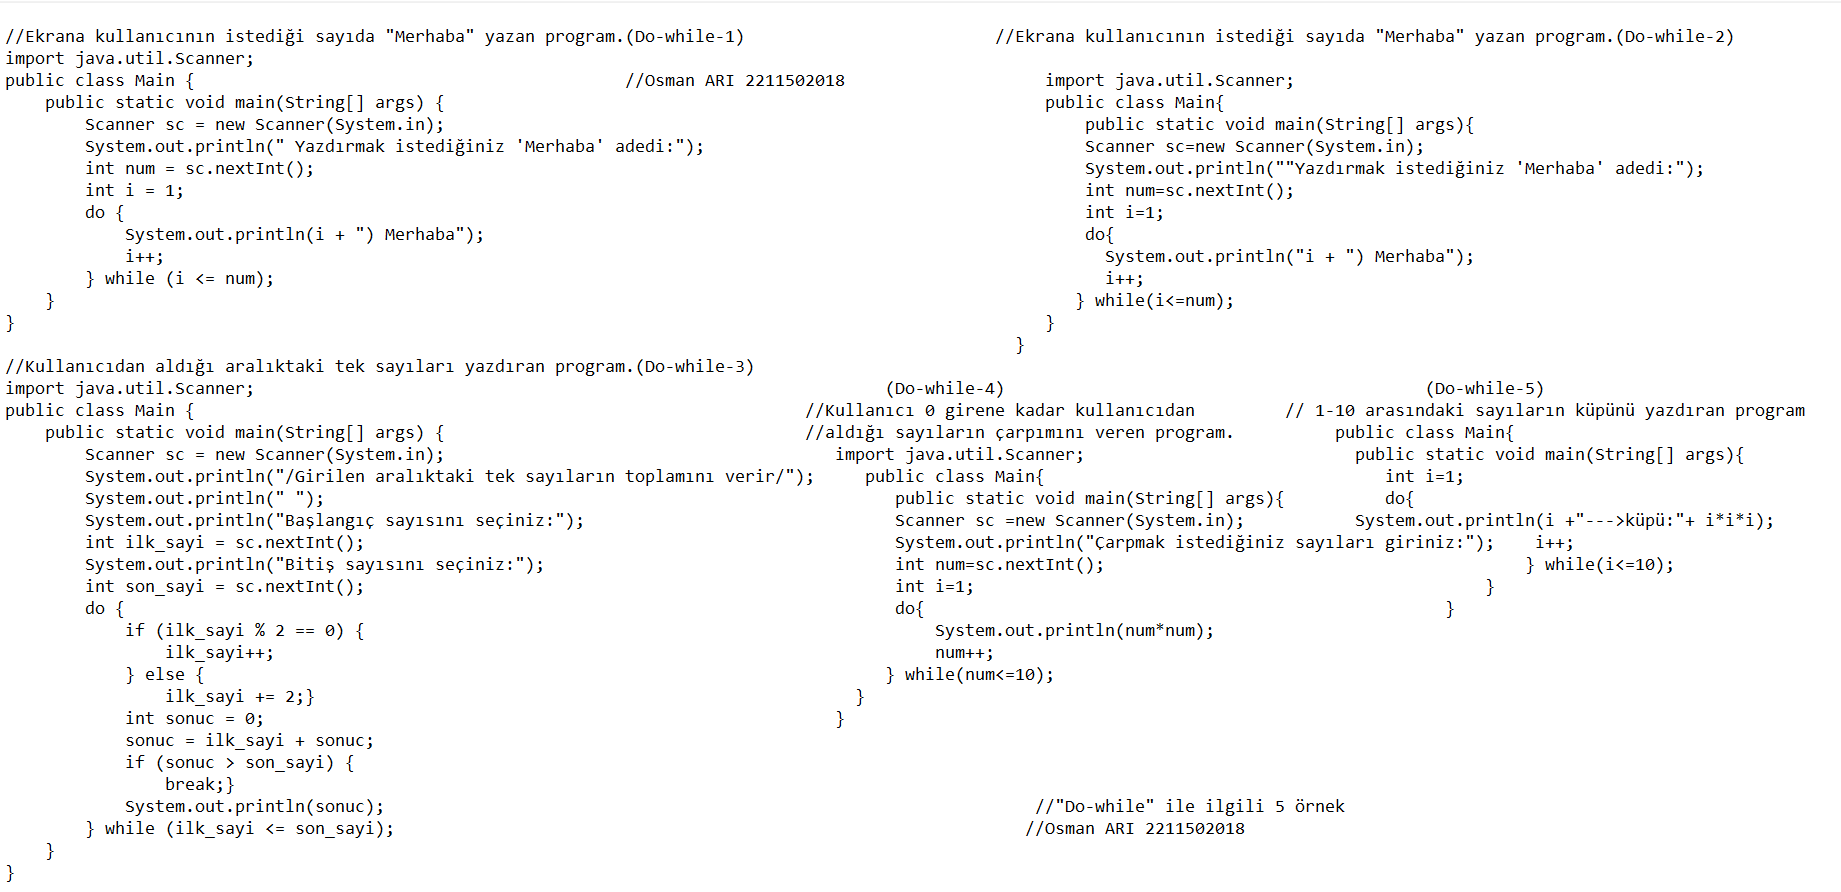 //Ekrana kullanıcının istediği sayıda "Merhaba" yazan program.(Do-while-1)
import java.util.Scanner;
public class Main { //Osman ARI 2211502018
public static void main(String[] args) {
Scanner sc = new Scanner(System.in);
System.out.println(" Yazdırmak istediğiniz 'Merhaba' adedi:");
int num = sc.nextInt();
int i = 1;
do {
System.out.println(i + ") Merhaba");
i++;
} while (i <= num);
}
}
//Ekrana kullanıcının istediği sayıda "Merhaba" yazan program.(Do-while-2)
import java.util.Scanner;
public class Main{
public static void main(String[] args){
Scanner sc=new Scanner(System.in);
System.out.println(""Yazdırmak istediğiniz 'Merhaba' adedi:");
int num=sc.nextInt();
int i=1;
do{
System.out.println("i + ") Merhaba");
i++;
} while(i<=num);
}
}
//Kullanıcıdan aldığı aralıktaki tek sayıları yazdıran program.(Do-while-3)
import java.util.Scanner;
public class Main {
public static void main(String[] args) {
Scanner sc = new Scanner(System.in);
System.out.println("/Girilen aralıktaki tek sayıların toplamını verir/");
System.out.println(" ");
System.out.println("Başlangıç sayısını seçiniz:");
int ilk_sayi = sc.nextInt();
System.out.println("Bitiş sayısını seçiniz:");
int son_sayi = sc.nextInt();
do {
if (ilk_sayi % 2 == 0) {
ilk_sayi++;
} else {
ilk_sayi += 2;}
int sonuc = 0;
sonuc = ilk_sayi + sonuc;
if (sonuc > son_sayi) {
break;}
System.out.println(sonuc);
} while (ilk_sayi <= son_sayi);
}
}
(Do-while-4)
//Kullanıcı 0 girene kadar kullanıcıdan
//aldığı sayıların çarpımını veren program.
import java.util.Scanner;
public class Main{
public static void main(String[] args){
Scanner sc =new Scanner(System.in);
System.out.println("Çarpmak istediğiniz sayıları giriniz:");
int num=sc.nextInt();
int i=1;
do{
System.out.println(num*num);
num++;
} while(num<=10);
}
}
(Do-while-5)
// 1-10 arasındaki sayıların küpünü yazdıran program
public class Main{
public static void main(String[] args){
int i=1;
do{
System.out.println(i +"--->küpü:"+ i*i*i);
i++;
} while(i<=10);
}
}
//"Do-while" ile ilgili 5 örnek
//Osman ARI 2211502018